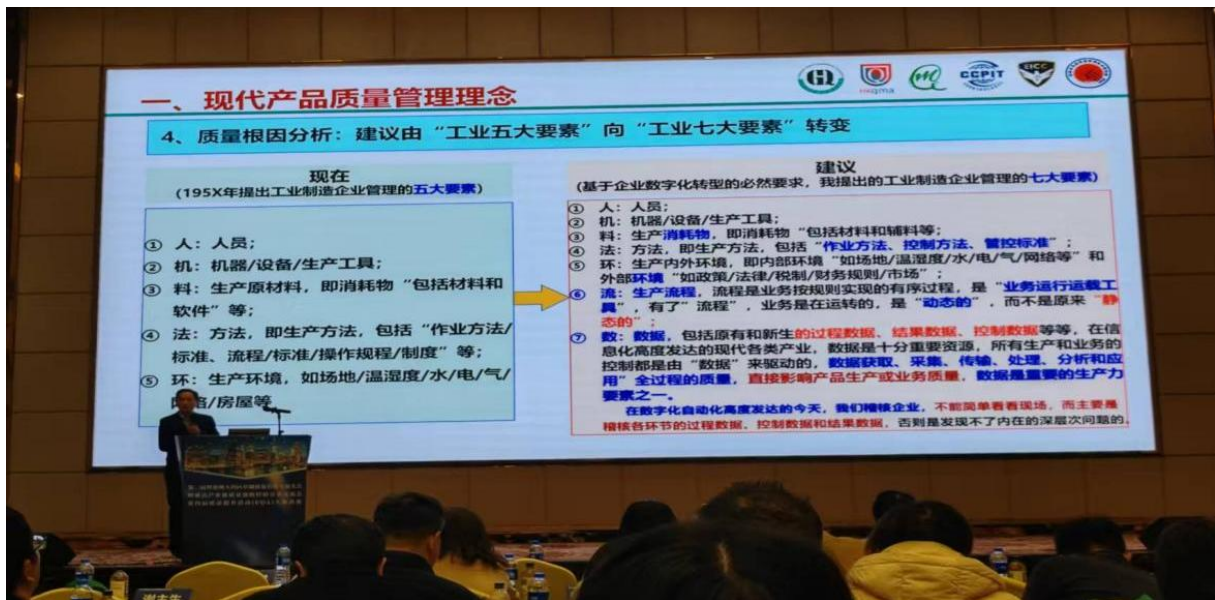 一、现代产品质量管理理念
CCPIT
EICC
4、质量根因分析：建议由“工业五大要素”向“工业七大要素”转变
现在
(195X年提出工业制造企业管理的五大要素)
① 人：人员；
② 机：机器/设备/生产工具；
③ 料：生产原材料，即消耗物“包括材料和
软件”等；
④ 法：方法，即生产方法，包括“作业方法/
标准、流程/标准/操作规程/制度”等；
⑤ 环：生产环境，如场地/温湿度/水/电/气/
络/房屋等
建议
(基于企业数字化转型的必然要求，我提出的工业制造企业管理的七大要素)
① 人：人员；
② 机：机器/设备/生产工具；
③ 料：生产消耗物，即消耗物“包括材料和辅料等；
④ 法：方法，即生产方法，包括“作业方法、控制方法、管控标准”；
⑤ 环：生产内外环境，即内部环境“如场地/温湿度/水/电/气/网络等”和
外部环境“如政策/法律/税制/财务规则/市场”；
⑥ 流：生产流程，流程是业务按规则实现的有序过程，是“业务运行运载工
具”，有了“流程”，业务是在运转的，是“动态的”，而不是原来“静
态的”；
⑦ 数：数据，包括原有和新生的过程数据、结果数据、控制数据等等，在信
息化高度发达的现代各类产业，数据是十分重要资源，所有生产和业务的
控制都是由“数据”来驱动的，数据获取、采集、传输、处理、分析和应
用”全过程的质量，直接影响产品生产或业务质量，数据是重要的生产力
要素之一。
在数字化自动化高度发达的今天，我们稽核企业，不能简单看看现场，而主要是
稽核各环节的过程数据、控制数据和结果数据，否则是发现不了内在的深层次问题的